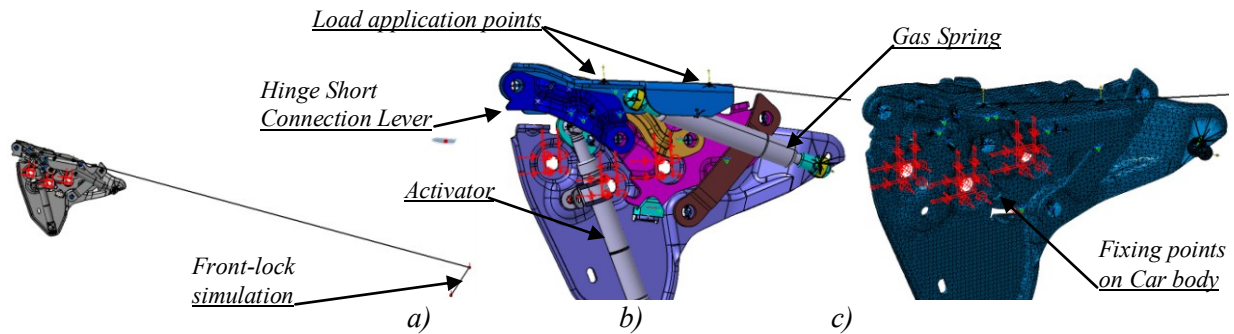 Load application points
Gas Spring
Hinge Short
Connection Lever
Activator
Front-lock
simulation
Fixing points
on Car body
a)
b)
c)